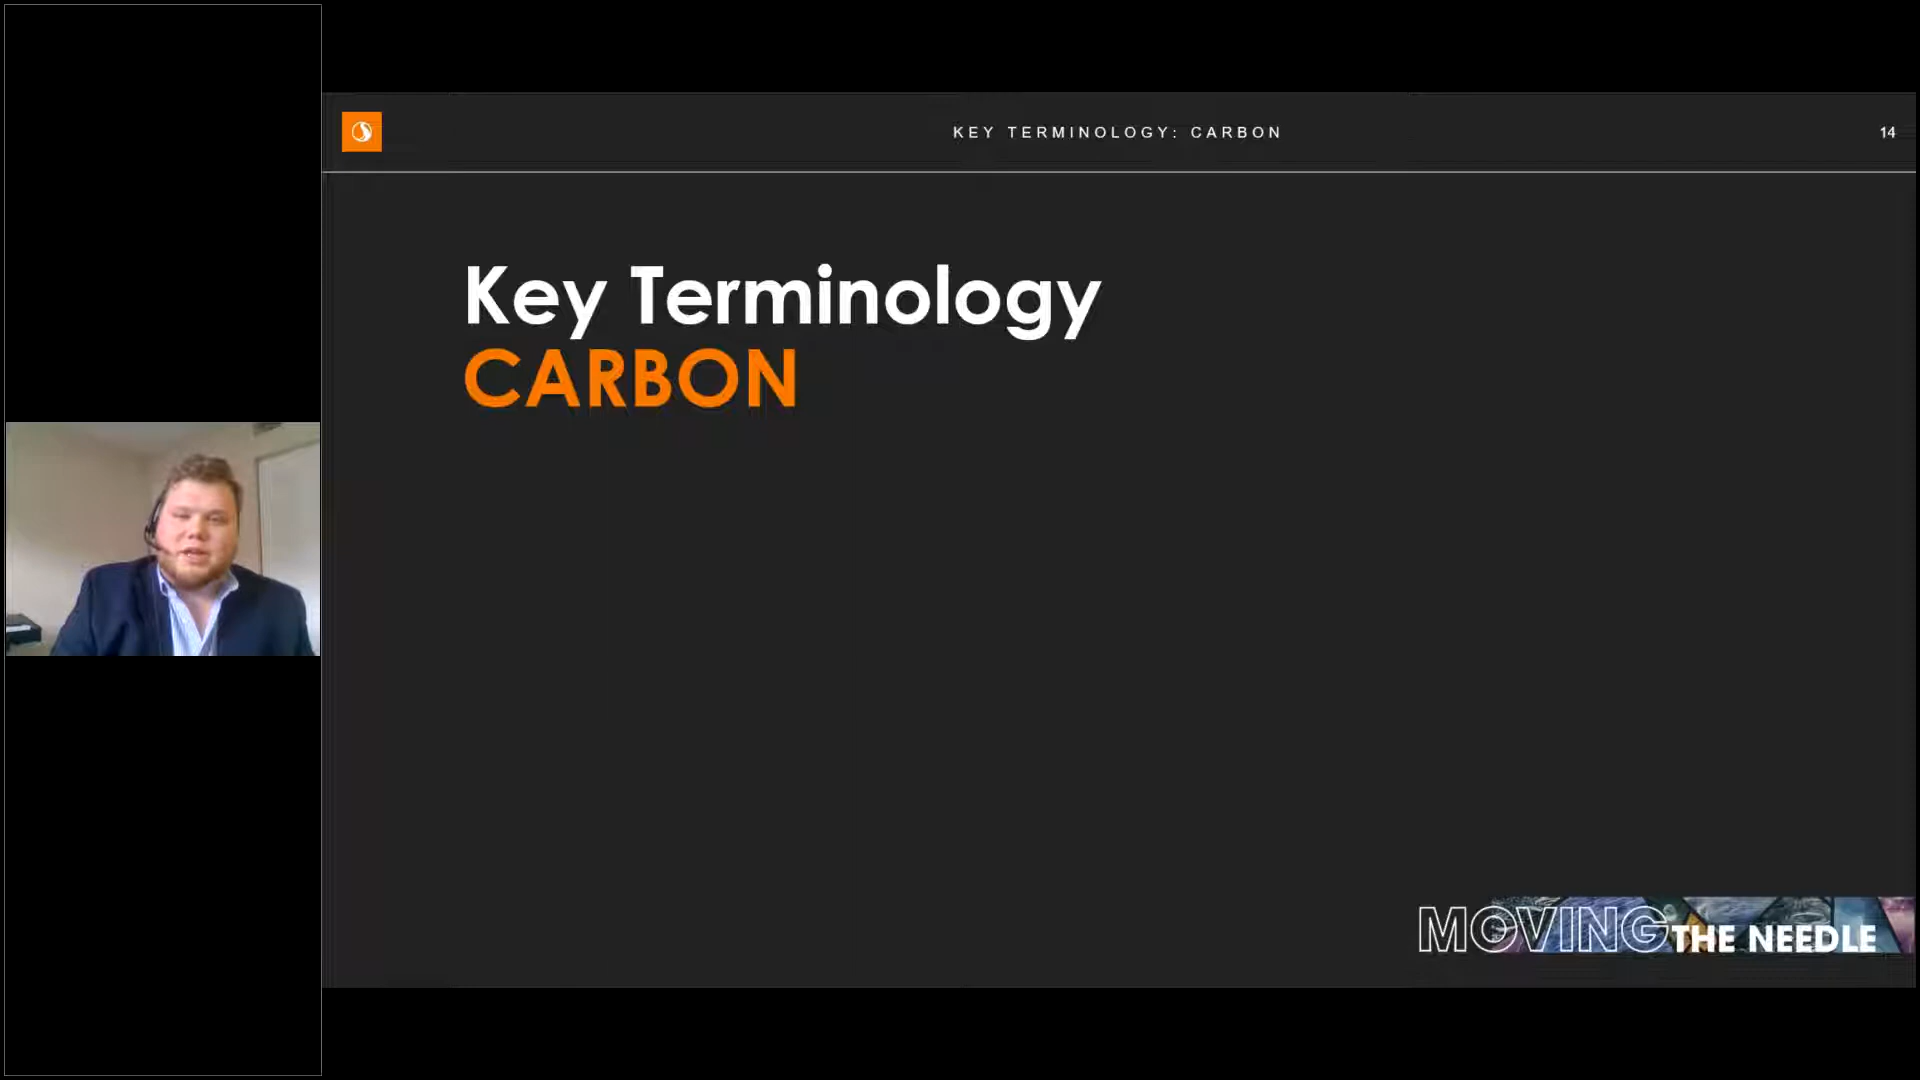 KEY TERMINOLOGY: CARBON
14
Key Terminology
CARBON
MOVING THE NEEDLE